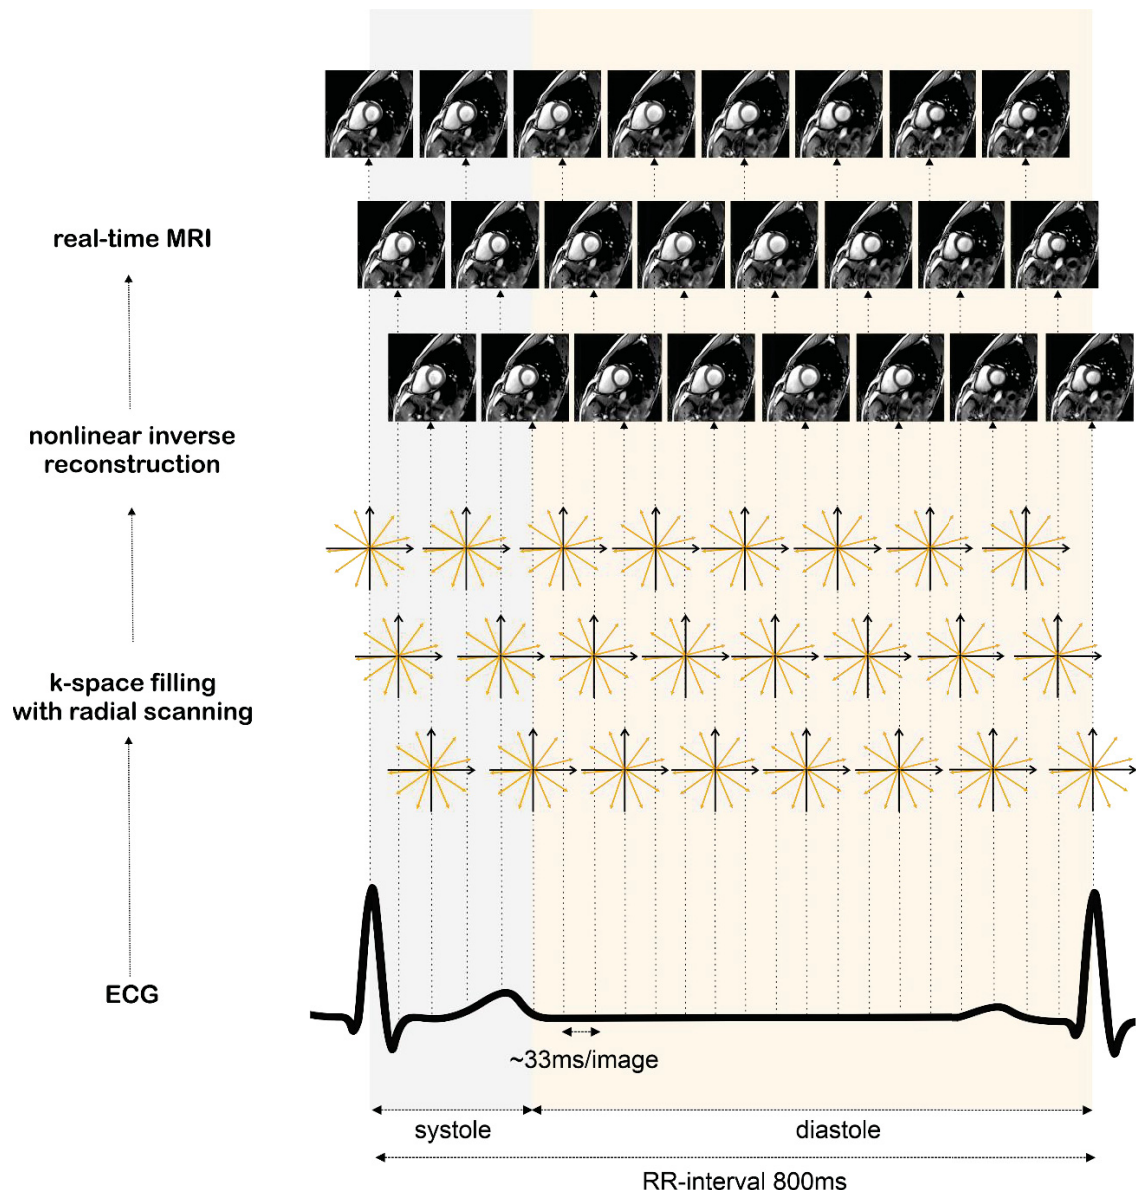 real-time MRI
nonlinear inverse
reconstruction
k-space filling
with radial scanning
ECG
~33ms/image
systole
diastole
RR-interval 800ms